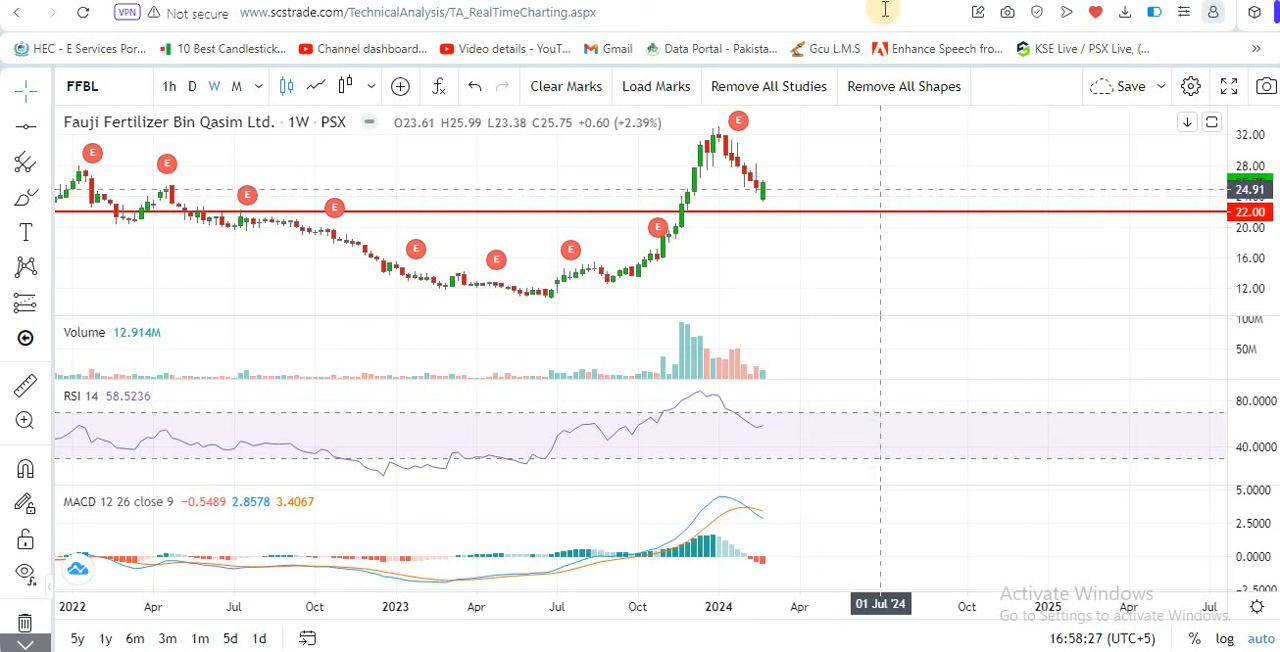 VPN Not secure www.scstrade.com/TechnicalAnalysis/TA_RealTimeCharting.aspx
HEC - E Services Por... 10 Best Candlestick... Channel dashboard... Video details - YouT... Gmail Data Portal - Pakista... Gcu L.M.S Enhance Speech fro... KSE Live / PSX Live, (... »
FFBL 1h D W M Clear Marks Load Marks Remove All Studies Remove All Shapes Save
Fauji Fertilizer Bin Qasim Ltd. · 1W · PSX O23.61 H25.99 L23.38 C25.75 +0.60 (+2.39%)
E E E E E E E E E
32.00
28.00
24.91
22.00
20.00
16.00
12.00
Volume 12.914M
100M
50M
RSI 14 58.5236
80.0000
40.0000
MACD 12 26 close 9 −0.5489 2.8578 3.4067
5.0000
2.5000
0.0000
−2.5000
2022 Apr Jul Oct 2023 Apr Jul Oct 2024 Apr 01 Jul '24 Oct 2025 Apr Jul
Activate Windows
Go to Settings to activate Windows.
5y 1y 6m 3m 1m 5d 1d 16:58:27 (UTC+5) % log auto